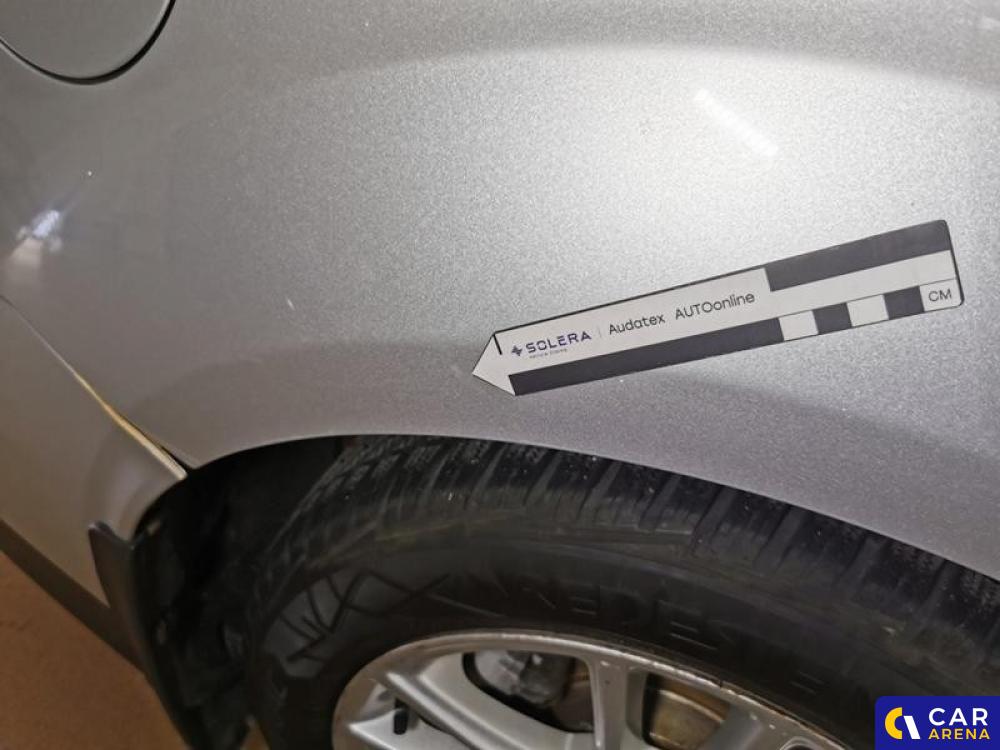 SOLERA | Audatex AUTOonline
CM
CAR
ARENA